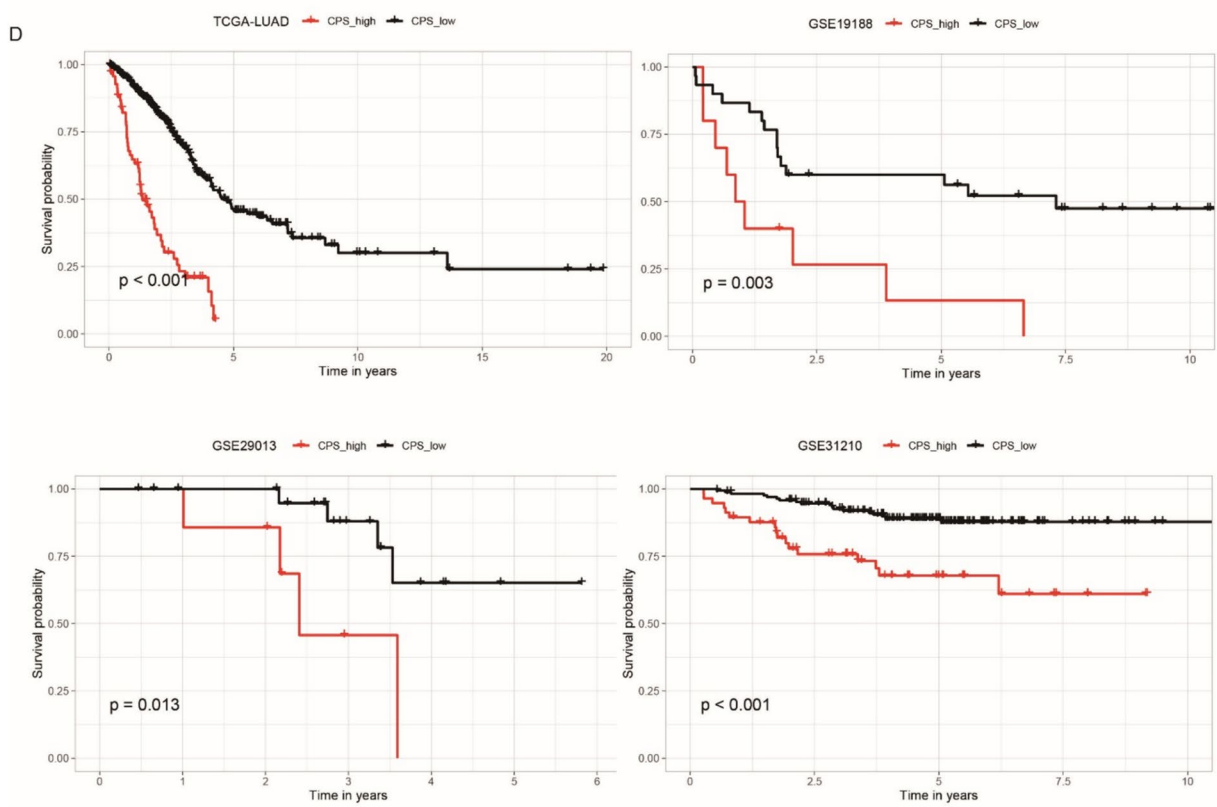 D
TCGA-LUAD CPS_high CPS_low
Survival probability
1.00
0.75
0.50
0.25
0.00
p < 0.001
0 5 10 15 20
Time in years
GSE19188 CPS_high CPS_low
1.00
0.75
0.50
0.25
0.00
p = 0.003
0 2.5 5 7.5 10
Time in years
GSE29013 CPS_high CPS_low
Survival probability
1.00
0.75
0.50
0.25
0.00
p = 0.013
0 1 2 3 4 5 6
Time in years
GSE31210 CPS_high CPS_low
Survival probability
1.00
0.75
0.50
0.25
0.00
p < 0.001
0 2.5 5 7.5 10
Time in years